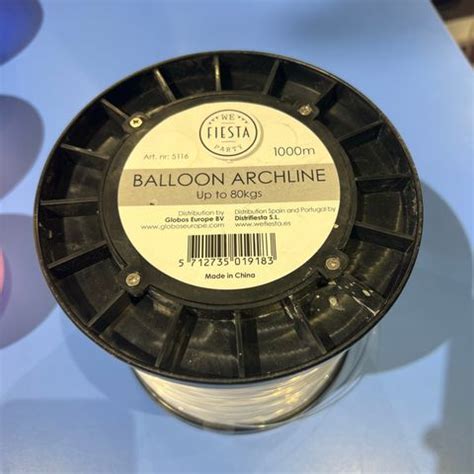 WE
FIESTA
PARTY
Art. nr: 5116
1000m
BALLOON ARCHLINE
Up to 80kgs
Distribution by
Globos Europe BV
www.globoseurope.com
Distribution Spain and Portugal by
Distrifiesta S.L.
www.wefiesta.es
5 712735 019183
Made in China